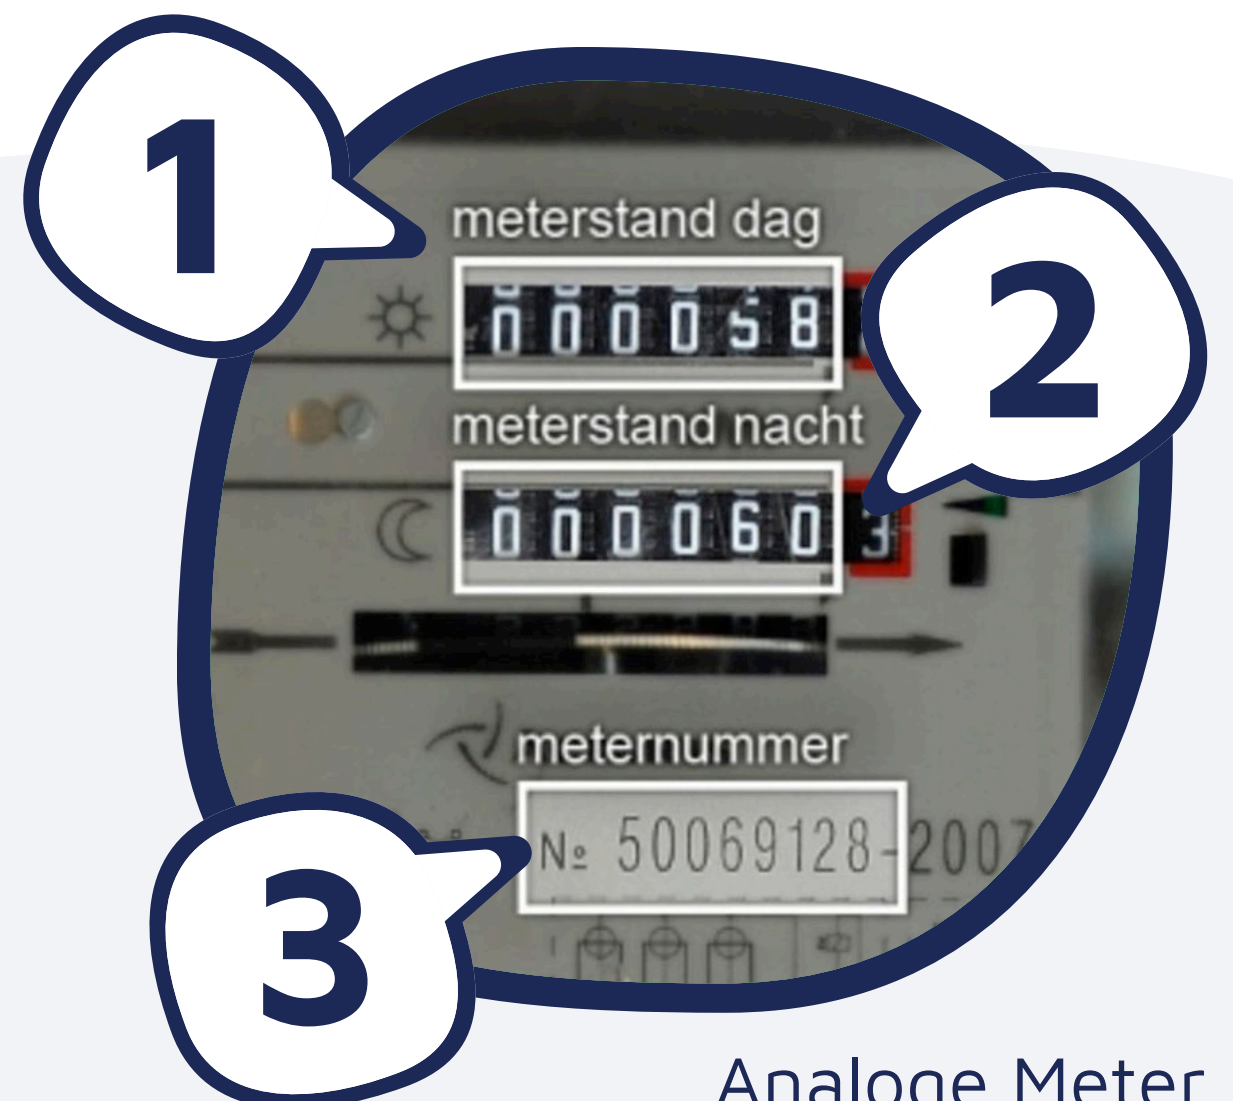 1
meterstand dag
000058
2
meterstand nacht
0000603
meternummer
№ 50069128-2007
3
Analoge Meter